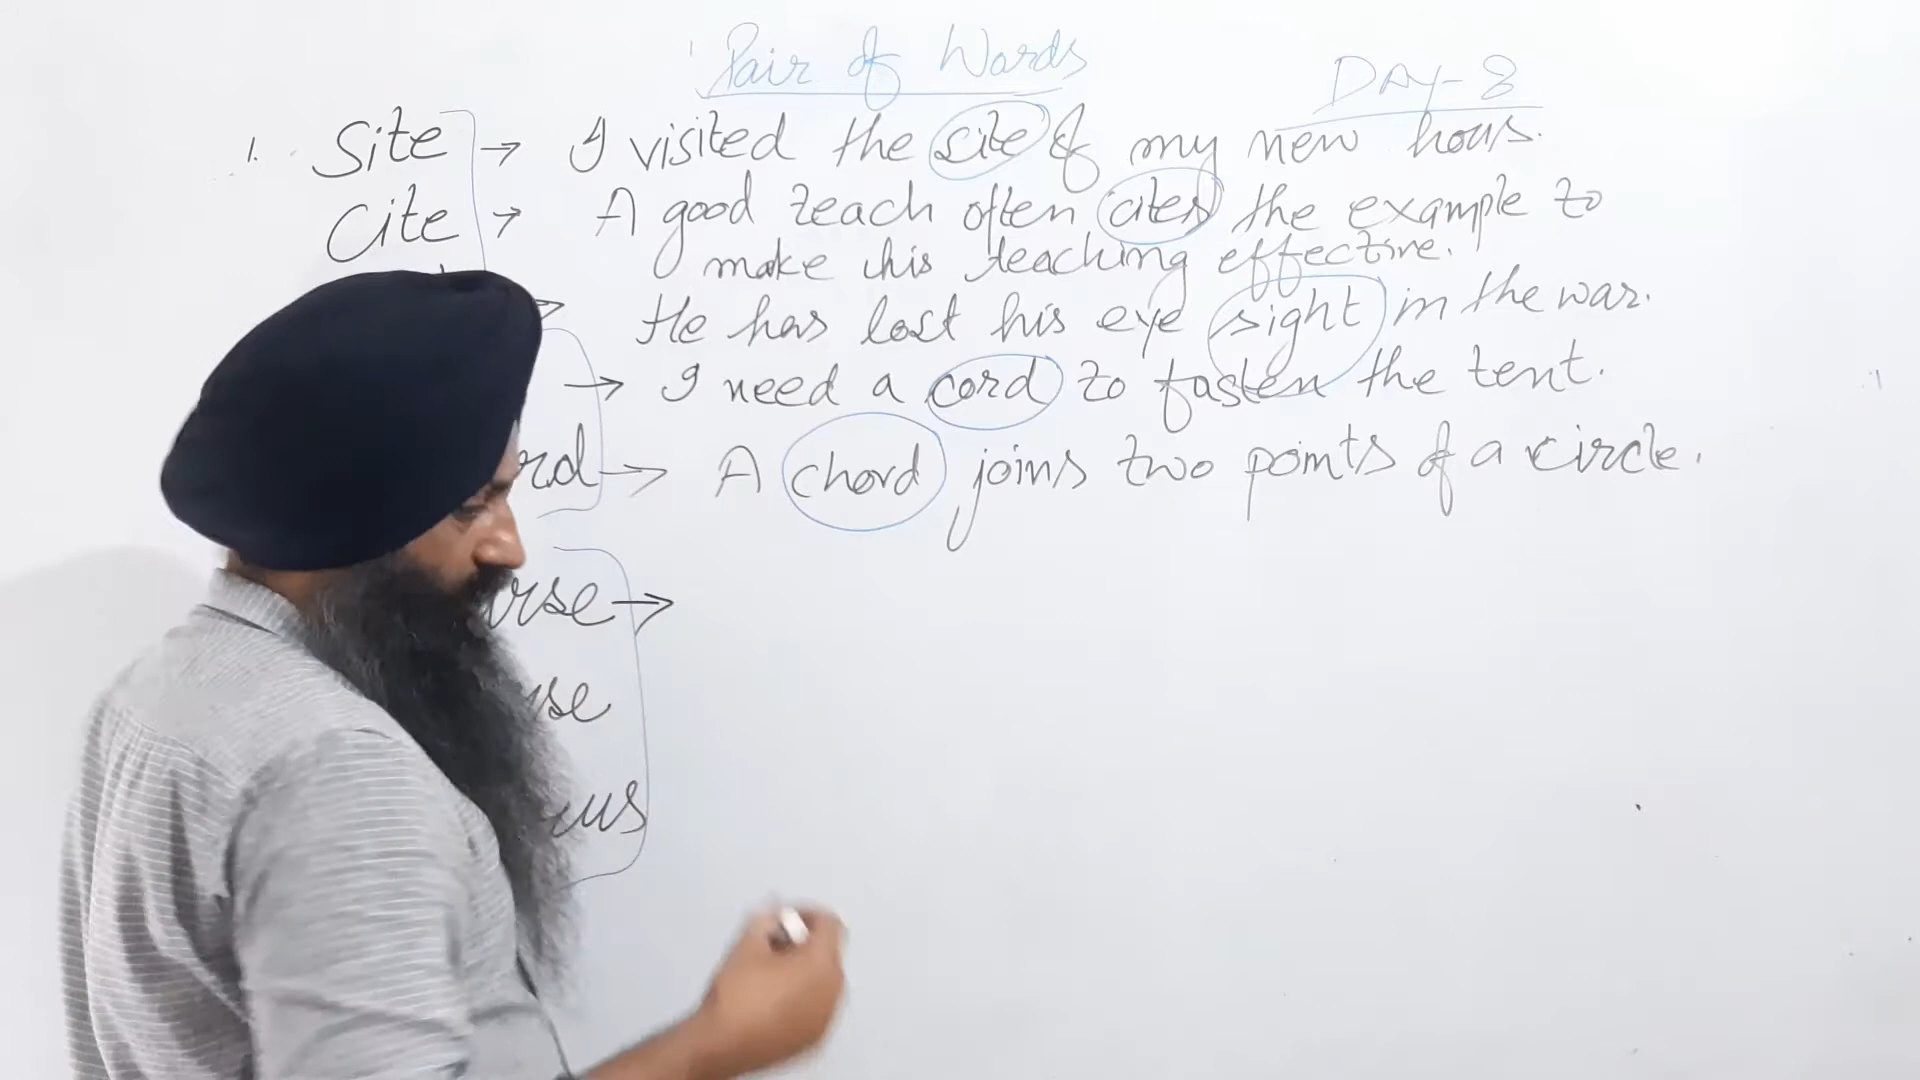 Pair of Words
DAY-8
1. Site → I visited the site of my new hous.
Cite → A good teach often cites the example to
make his teaching effective.
→ He has lost his eye sight in the war.
→ I need a cord to fasten the tent.
rd → A chord joins two points of a circle.
urse →
se
us